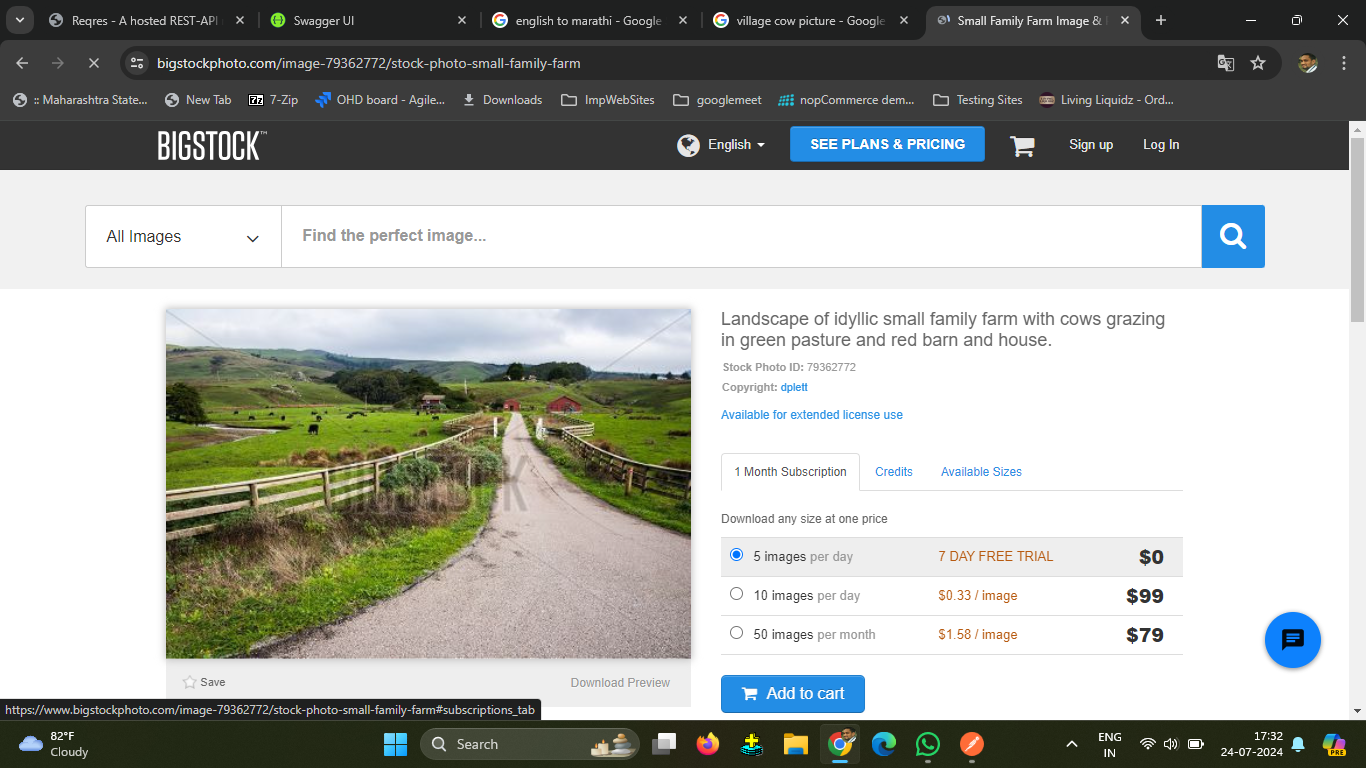 Reqres - A hosted REST-API
Swagger UI
english to marathi - Google
village cow picture - Google
Small Family Farm Image &
bigstockphoto.com/image-79362772/stock-photo-small-family-farm
:: Maharashtra State...
New Tab
7-Zip
OHD board - Agile...
Downloads
ImpWebSites
googlemeet
nopCommerce dem...
Testing Sites
Living Liquidz - Ord...
BIGSTOCK™
English
SEE PLANS & PRICING
Sign up
Log In
All Images
Find the perfect image...
Landscape of idyllic small family farm with cows grazing
in green pasture and red barn and house.
Stock Photo ID: 79362772
Copyright: dplett
Available for extended license use
BIGSTOCK
1 Month Subscription
Credits
Available Sizes
Download any size at one price
5 images per day 7 DAY FREE TRIAL $0
10 images per day $0.33 / image $99
50 images per month $1.58 / image $79
Save
Download Preview
Add to cart
https://www.bigstockphoto.com/image-79362772/stock-photo-small-family-farm#subscriptions_tab
82°F
Cloudy
Search
PRE
ENG
IN
17:32
24-07-2024